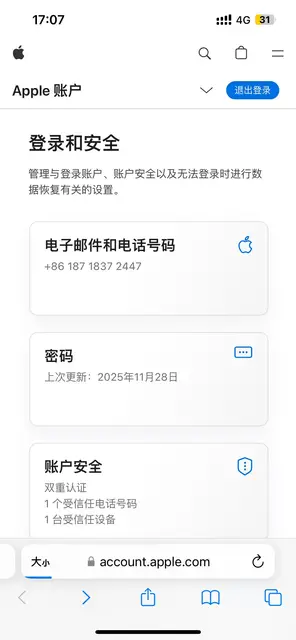 17:07
4G
31
Apple 账户
退出登录
登录和安全
管理与登录账户、账户安全以及无法登录时进行数
据恢复有关的设置。
电子邮件和电话号码
+86 187 1837 2447
密码
上次更新：2025年11月28日
账户安全
双重认证
1 个受信任电话号码
1 台受信任设备
大小
account.apple.com